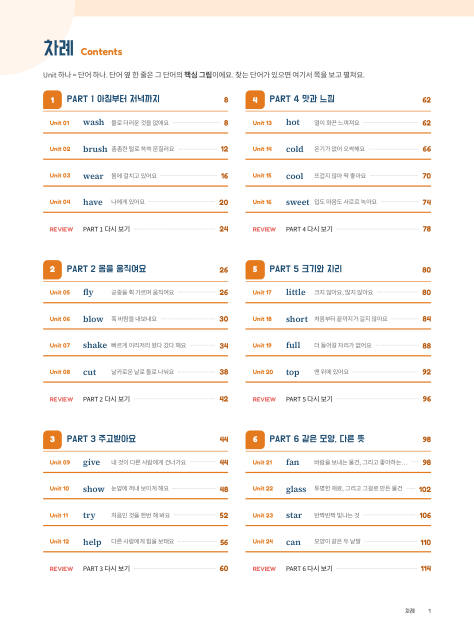 차례 Contents
Unit 하나 = 단어 하나. 단어 옆 한 줄은 그 단어의 핵심 그림이에요. 찾는 단어가 있으면 여기서 쪽을 보고 펼쳐요.
1 PART 1 아침부터 저녁까지 8
Unit 01 wash 물로 더러운 것을 없애요 8
Unit 02 brush 촘촘한 털로 쓱쓱 문질러요 12
Unit 03 wear 몸에 걸치고 있어요 16
Unit 04 have 나에게 있어요 20
REVIEW PART 1 다시 보기 24
2 PART 2 몸을 움직여요 26
Unit 05 fly 공중을 휙 가르며 움직여요 26
Unit 06 blow 훅 바람을 내보내요 30
Unit 07 shake 빠르게 이리저리 왔다 갔다 해요 34
Unit 08 cut 날카로운 날로 둘로 나눠요 38
REVIEW PART 2 다시 보기 42
3 PART 3 주고받아요 44
Unit 09 give 내 것이 다른 사람에게 건너가요 44
Unit 10 show 눈앞에 꺼내 보이게 해요 48
Unit 11 try 처음인 것을 한번 해 봐요 52
Unit 12 help 다른 사람에게 힘을 보태요 56
REVIEW PART 3 다시 보기 60
4 PART 4 맛과 느낌 62
Unit 13 hot 열이 확 느껴져요 62
Unit 14 cold 온기가 없어 오싹해요 66
Unit 15 cool 뜨겁지 않아 딱 좋아요 70
Unit 16 sweet 입도 마음도 사르르 녹아요 74
REVIEW PART 4 다시 보기 78
5 PART 5 크기와 자리 80
Unit 17 little 크지 않아요, 많지 않아요 80
Unit 18 short 처음부터 끝까지가 길지 않아요 84
Unit 19 full 더 들어갈 자리가 없어요 88
Unit 20 top 맨 위에 있어요 92
REVIEW PART 5 다시 보기 96
6 PART 6 같은 모양, 다른 뜻 98
Unit 21 fan 바람을 보내는 물건, 그리고 좋아하는… 98
Unit 22 glass 투명한 재료, 그리고 그걸로 만든 물건 102
Unit 23 star 반짝반짝 빛나는 것 106
Unit 24 can 모양이 같은 두 낱말 110
REVIEW PART 6 다시 보기 114
차례 1